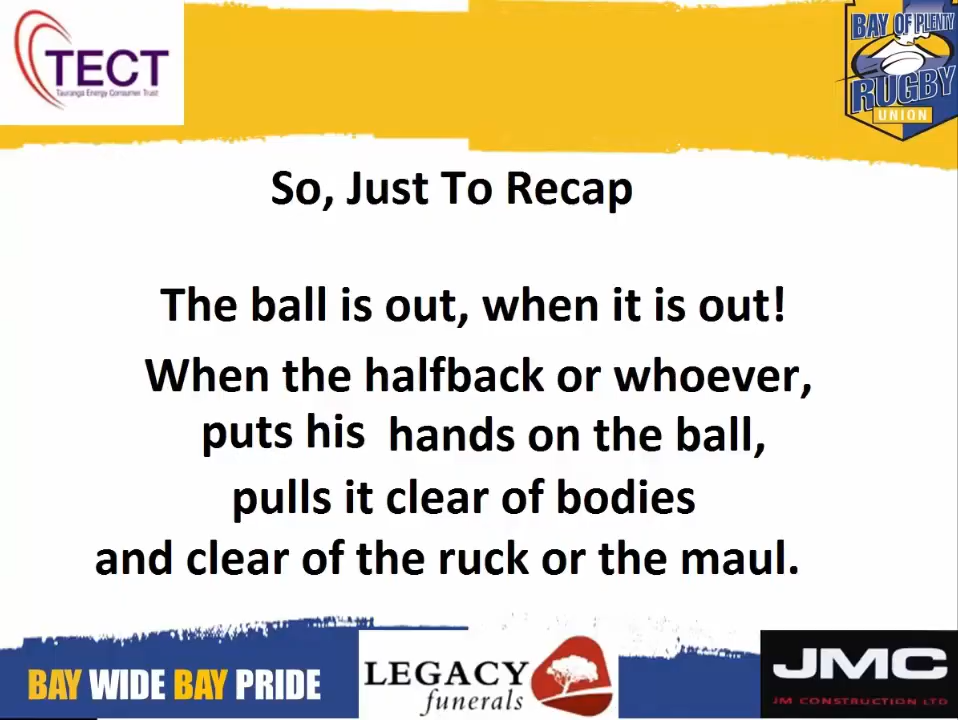 TECT
Tauranga Energy Consumer Trust
BAY OF PLENTY
RUGBY
UNION
So, Just To Recap
The ball is out, when it is out!
When the halfback or whoever,
puts his hands on the ball,
pulls it clear of bodies
and clear of the ruck or the maul.
BAY WIDE BAY PRIDE
LEGACY
funerals
JMC
JM CONSTRUCTION LTD